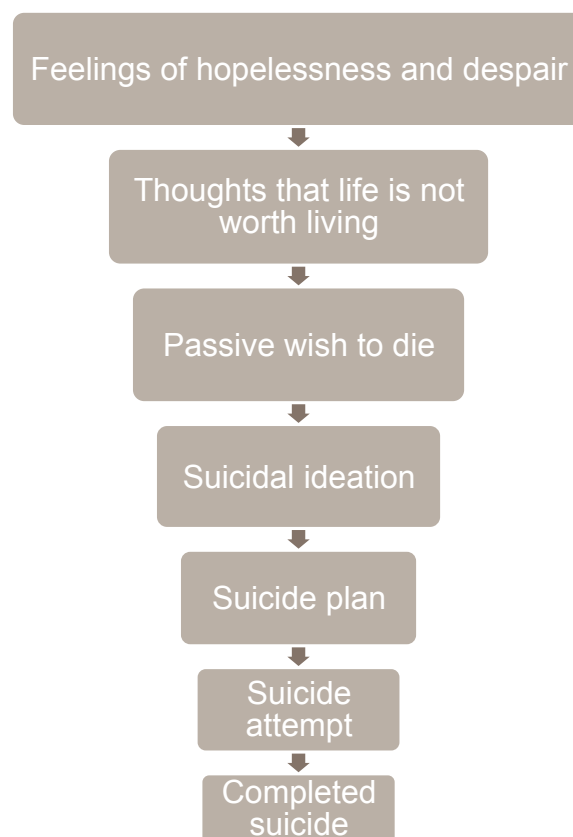 Feelings of hopelessness and despair
Thoughts that life is not
worth living
Passive wish to die
Suicidal ideation
Suicide plan
Suicide
attempt
Completed
suicide